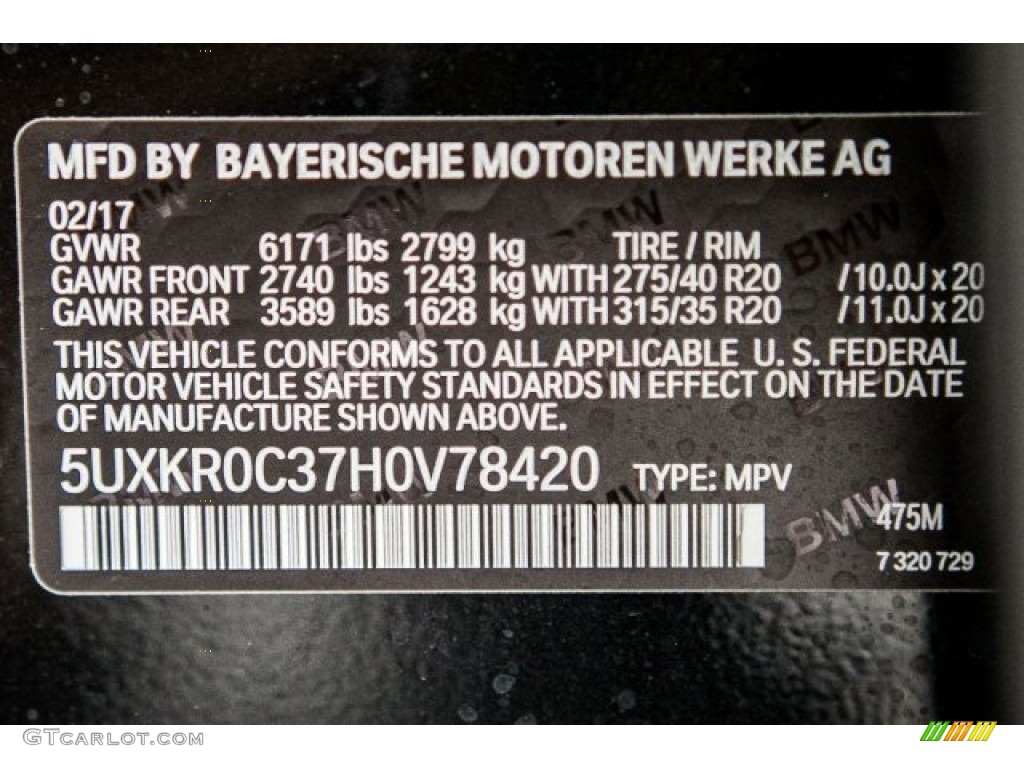 MFD BY BAYERISCHE MOTOREN WERKE AG
02/17
GVWR 6171 lbs 2799 kg TIRE / RIM
GAWR FRONT 2740 lbs 1243 kg WITH 275/40 R20 /10.0J x 20
GAWR REAR 3589 lbs 1628 kg WITH 315/35 R20 /11.0J x 20
THIS VEHICLE CONFORMS TO ALL APPLICABLE U. S. FEDERAL
MOTOR VEHICLE SAFETY STANDARDS IN EFFECT ON THE DATE
OF MANUFACTURE SHOWN ABOVE.
5UXKR0C37H0V78420 TYPE: MPV
BMW 475M
7 320 729
GTCARLOT.COM